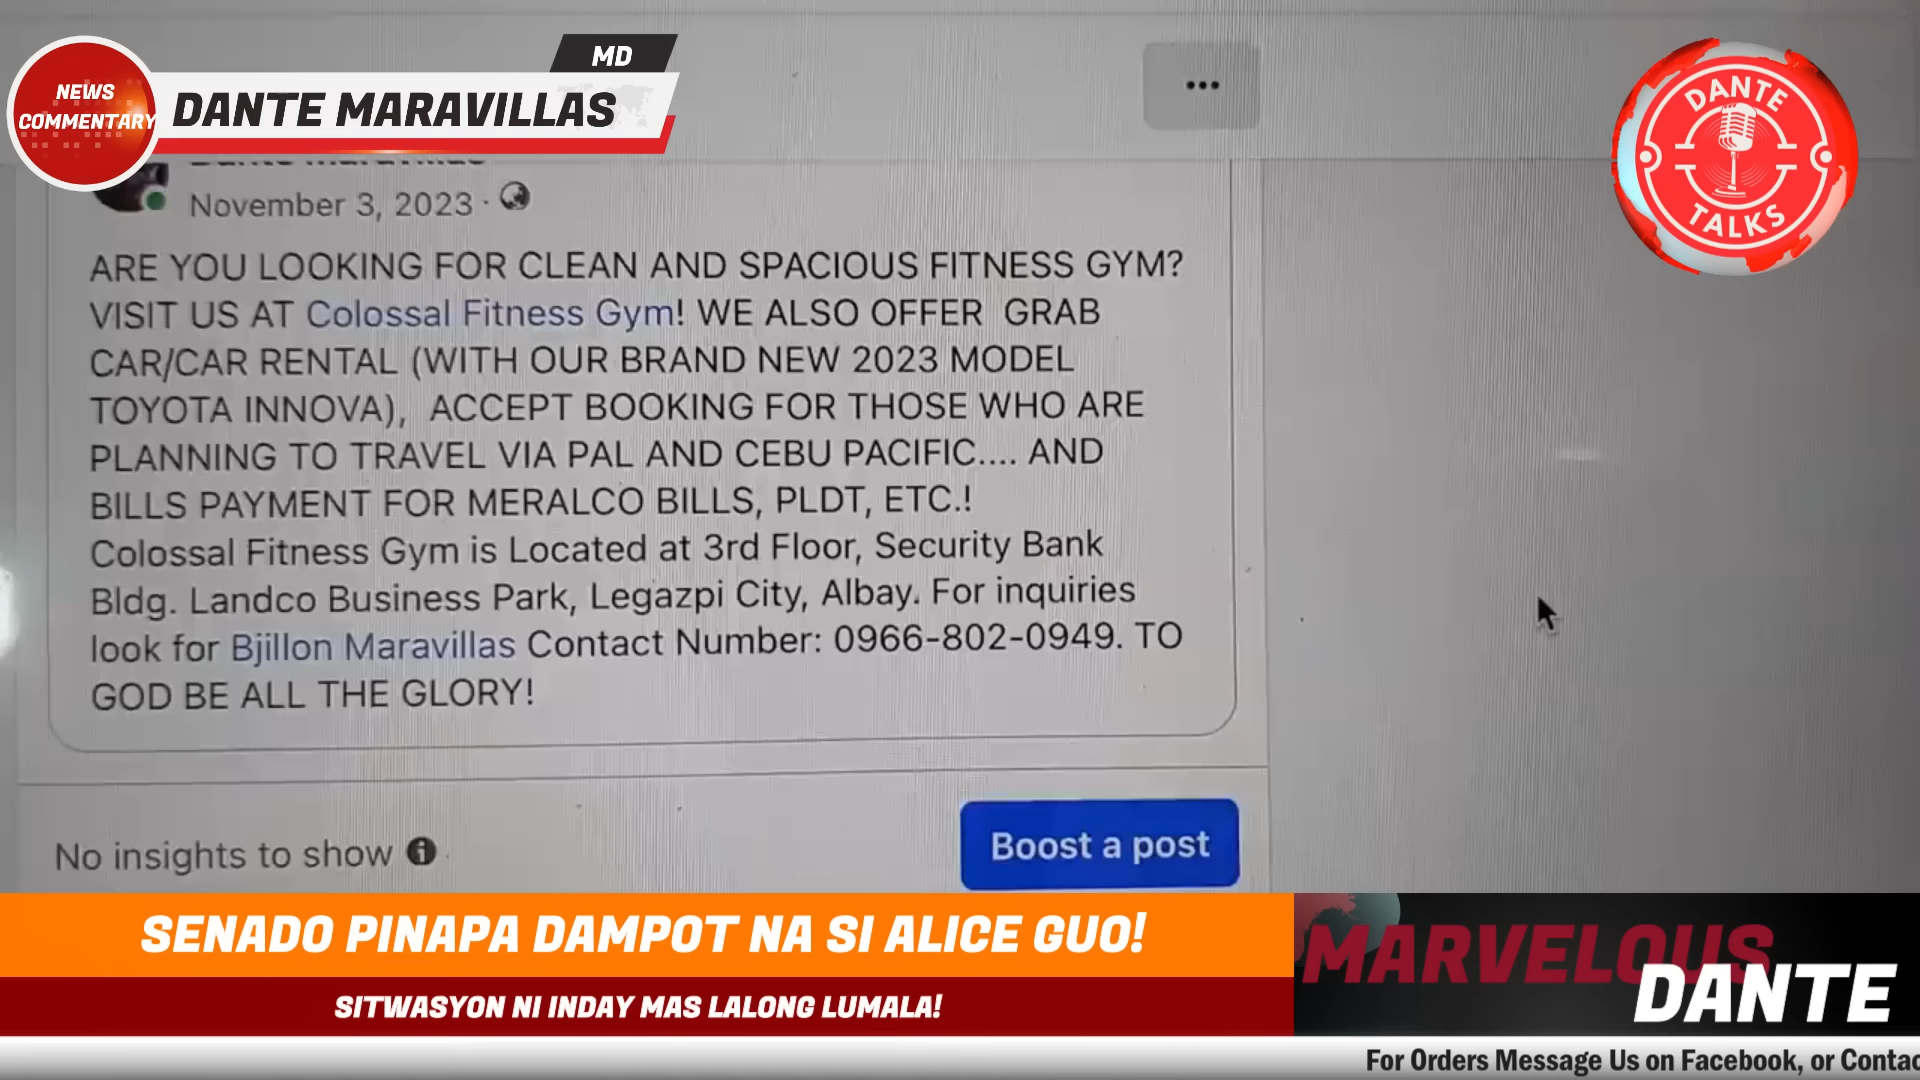 MD
NEWS
COMMENTARY
DANTE MARAVILLAS
DANTE
TALKS
November 3, 2023 ·
ARE YOU LOOKING FOR CLEAN AND SPACIOUS FITNESS GYM?
VISIT US AT Colossal Fitness Gym! WE ALSO OFFER GRAB
CAR/CAR RENTAL (WITH OUR BRAND NEW 2023 MODEL
TOYOTA INNOVA), ACCEPT BOOKING FOR THOSE WHO ARE
PLANNING TO TRAVEL VIA PAL AND CEBU PACIFIC.... AND
BILLS PAYMENT FOR MERALCO BILLS, PLDT, ETC.!
Colossal Fitness Gym is Located at 3rd Floor, Security Bank
Bldg. Landco Business Park, Legazpi City, Albay. For inquiries
look for Bjillon Maravillas Contact Number: 0966-802-0949. TO
GOD BE ALL THE GLORY!
No insights to show
Boost a post
SENADO PINAPA DAMPOT NA SI ALICE GUO!
SITWASYON NI INDAY MAS LALONG LUMALA!
MARVELOUS
DANTE
For Orders Message Us on Facebook, or